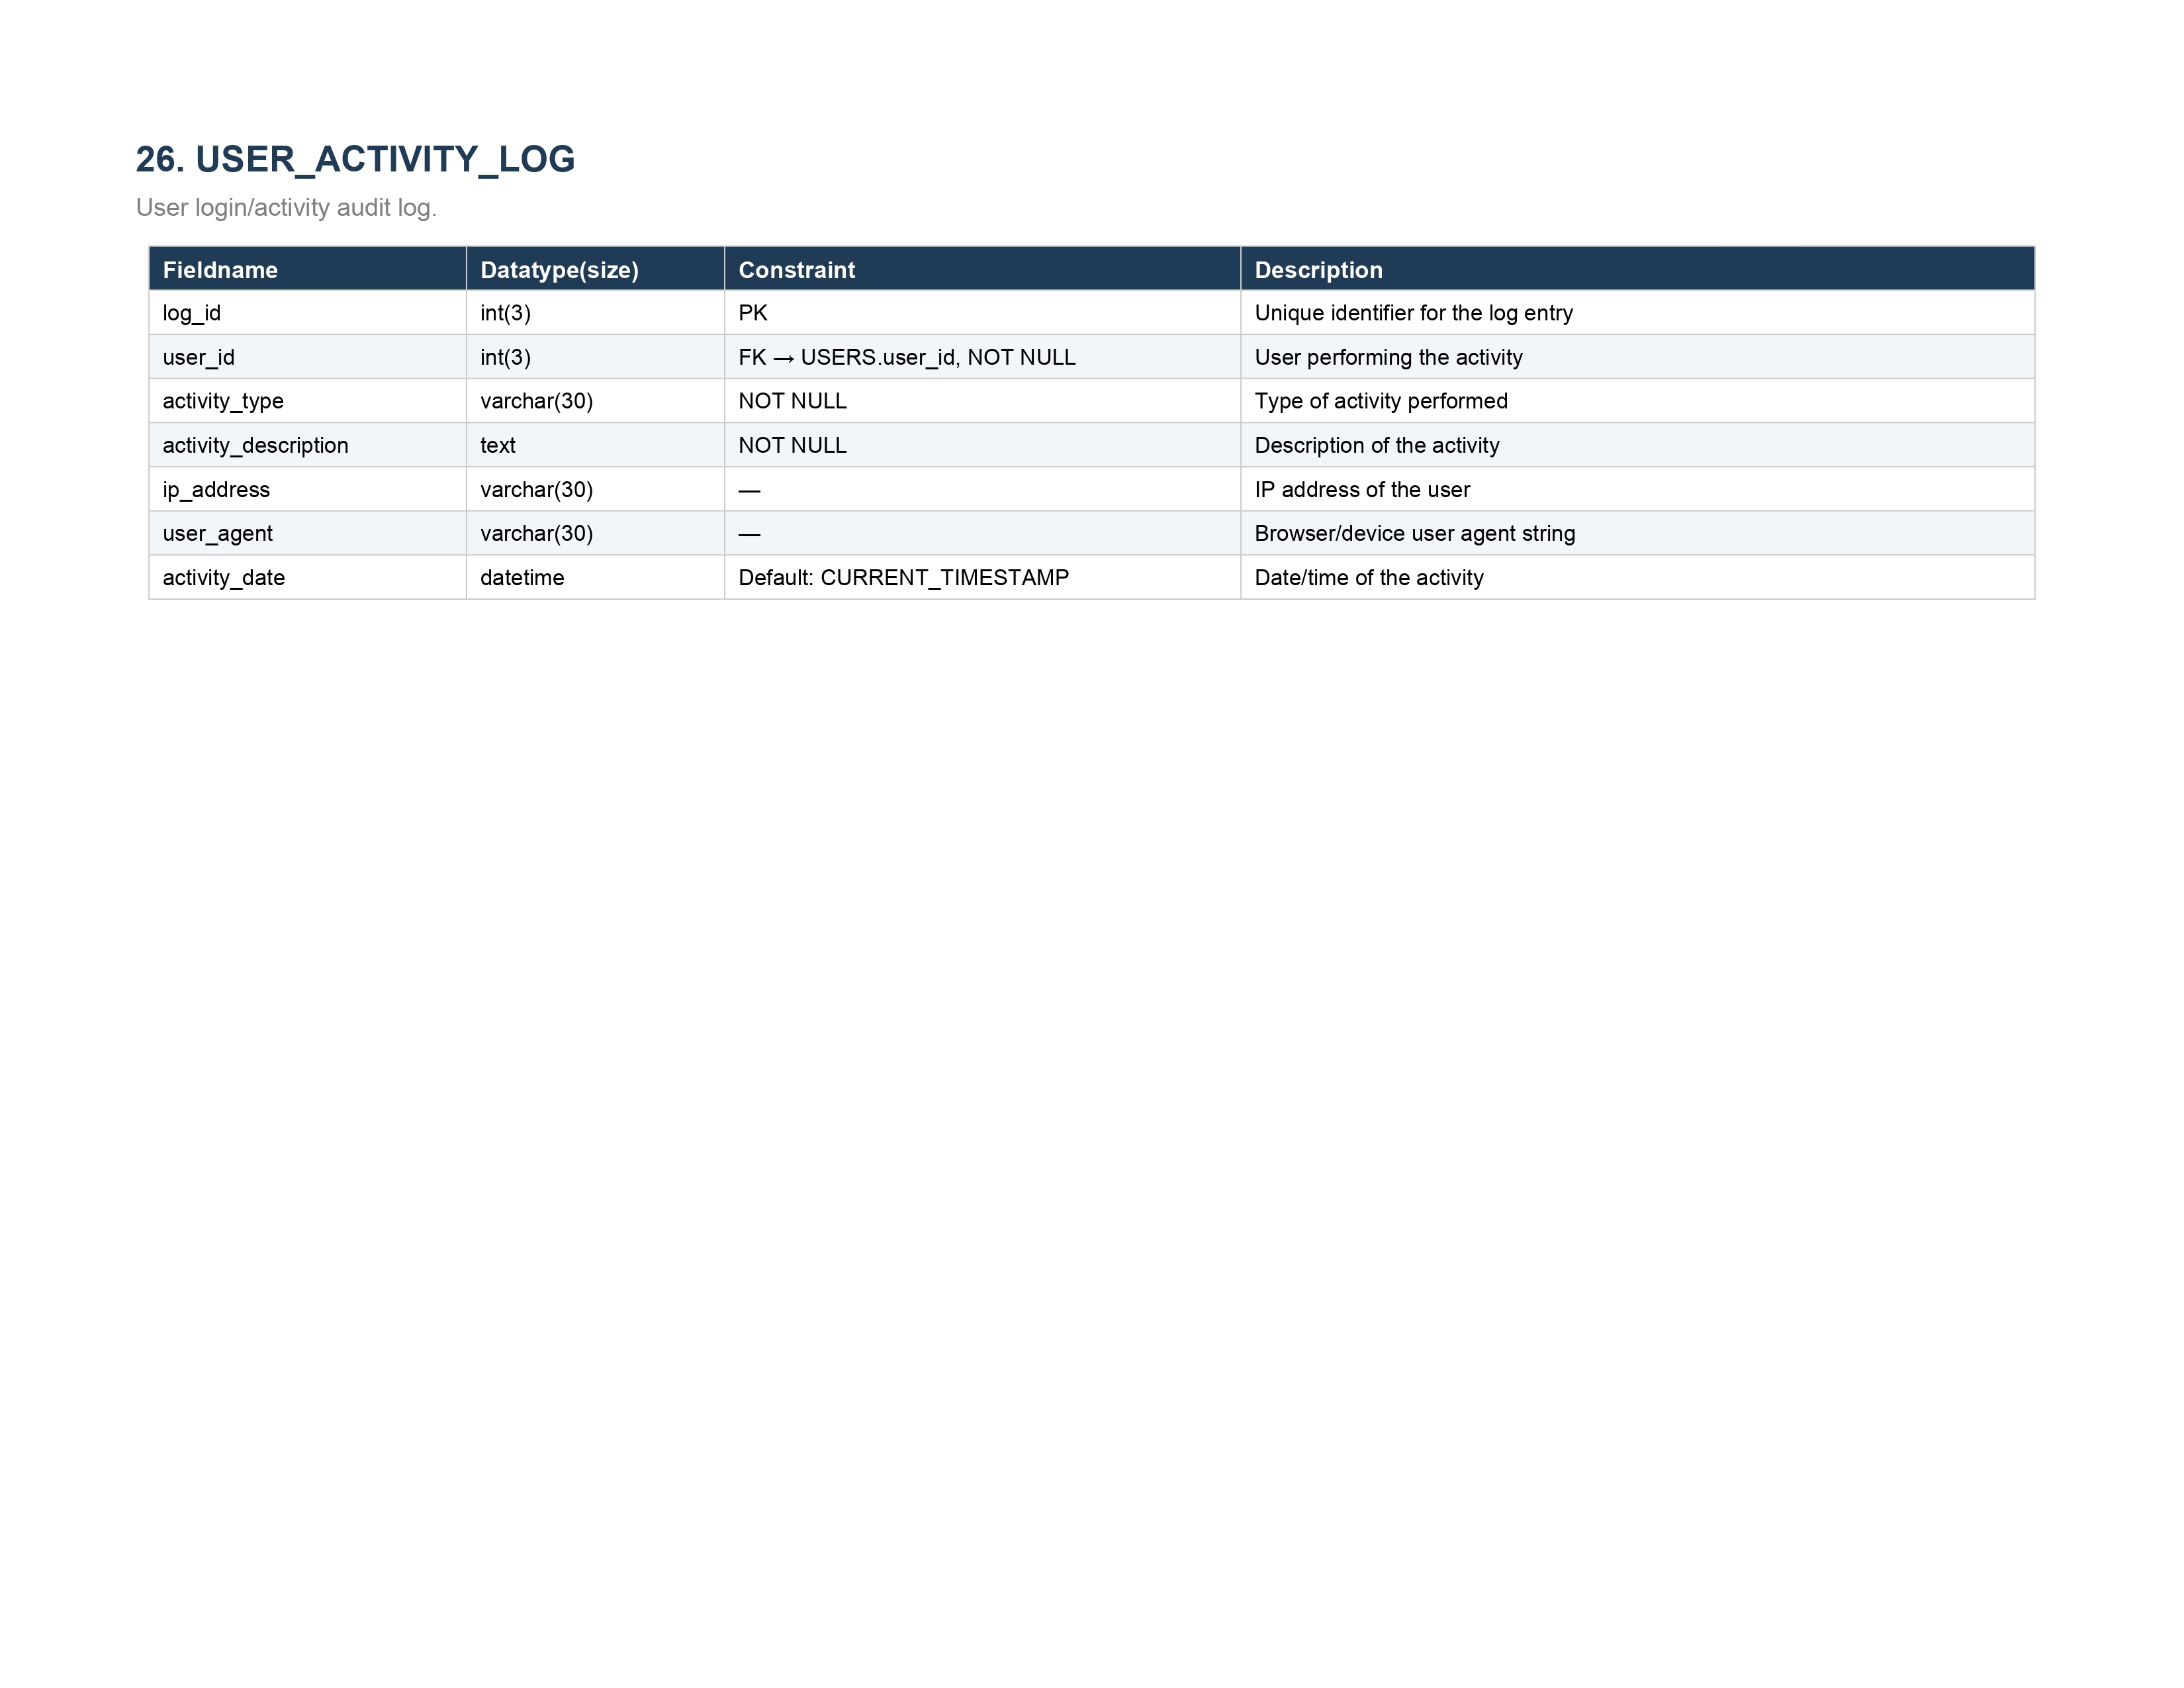 26. USER_ACTIVITY_LOG
User login/activity audit log.
Fieldname Datatype(size) Constraint Description
log_id int(3) PK Unique identifier for the log entry
user_id int(3) FK → USERS.user_id, NOT NULL User performing the activity
activity_type varchar(30) NOT NULL Type of activity performed
activity_description text NOT NULL Description of the activity
ip_address varchar(30) — IP address of the user
user_agent varchar(30) — Browser/device user agent string
activity_date datetime Default: CURRENT_TIMESTAMP Date/time of the activity